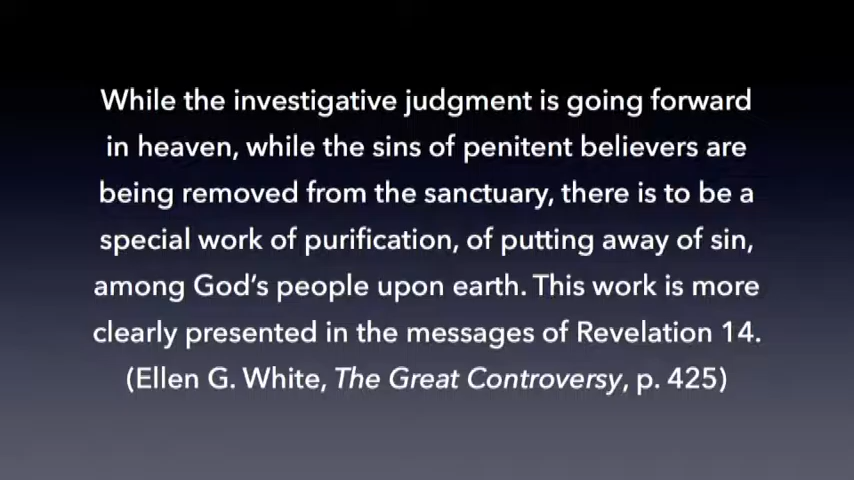 While the investigative judgment is going forward
in heaven, while the sins of penitent believers are
being removed from the sanctuary, there is to be a
special work of purification, of putting away of sin,
among God’s people upon earth. This work is more
clearly presented in the messages of Revelation 14.
(Ellen G. White, The Great Controversy, p. 425)